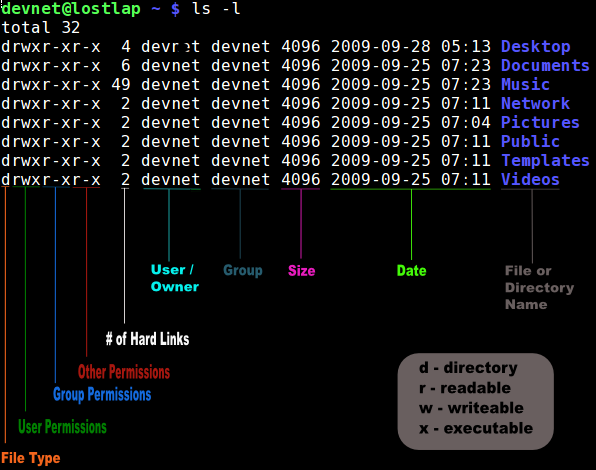 devnet@lostlap ~ $ ls -l
total 32
drwxr-xr-x  4 devnet devnet 4096 2009-09-28 05:13 Desktop
drwxr-xr-x  6 devnet devnet 4096 2009-09-25 07:23 Documents
drwxr-xr-x 49 devnet devnet 4096 2009-09-25 07:23 Music
drwxr-xr-x  2 devnet devnet 4096 2009-09-25 07:11 Network
drwxr-xr-x  2 devnet devnet 4096 2009-09-25 07:04 Pictures
drwxr-xr-x  2 devnet devnet 4096 2009-09-25 07:11 Public
drwxr-xr-x  2 devnet devnet 4096 2009-09-25 07:11 Templates
drwxr-xr-x  2 devnet devnet 4096 2009-09-25 07:11 Videos
User /
Owner
Group
Size
Date
File or
Directory
Name
# of Hard Links
Other Permissions
Group Permissions
User Permissions
File Type
d - directory
r - readable
w - writeable
x - executable